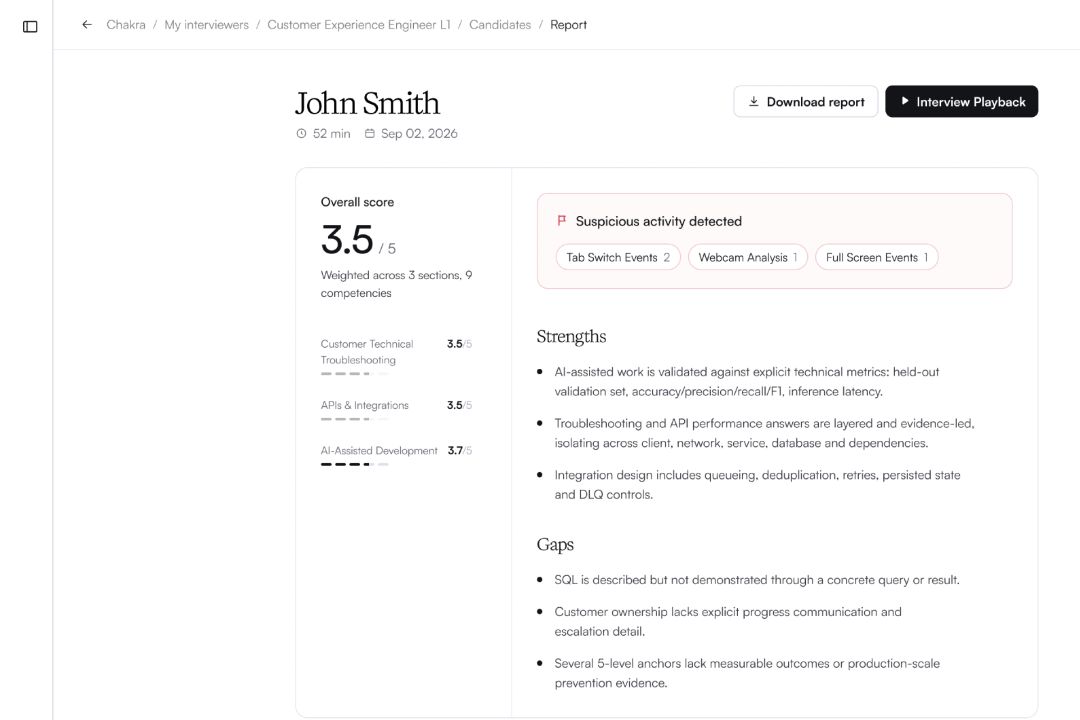 Chakra / My interviewers / Customer Experience Engineer L1 / Candidates / Report
John Smith
52 min Sep 02, 2026
Download report
Interview Playback
Overall score
3.5 / 5
Weighted across 3 sections, 9
competencies
Customer Technical 3.5/5
Troubleshooting
APIs & Integrations 3.5/5
AI-Assisted Development 3.7/5
Suspicious activity detected
Tab Switch Events 2 Webcam Analysis 1 Full Screen Events 1
Strengths
• AI-assisted work is validated against explicit technical metrics: held-out
validation set, accuracy/precision/recall/F1, inference latency.
• Troubleshooting and API performance answers are layered and evidence-led,
isolating across client, network, service, database and dependencies.
• Integration design includes queueing, deduplication, retries, persisted state
and DLQ controls.
Gaps
• SQL is described but not demonstrated through a concrete query or result.
• Customer ownership lacks explicit progress communication and
escalation detail.
• Several 5-level anchors lack measurable outcomes or production-scale
prevention evidence.